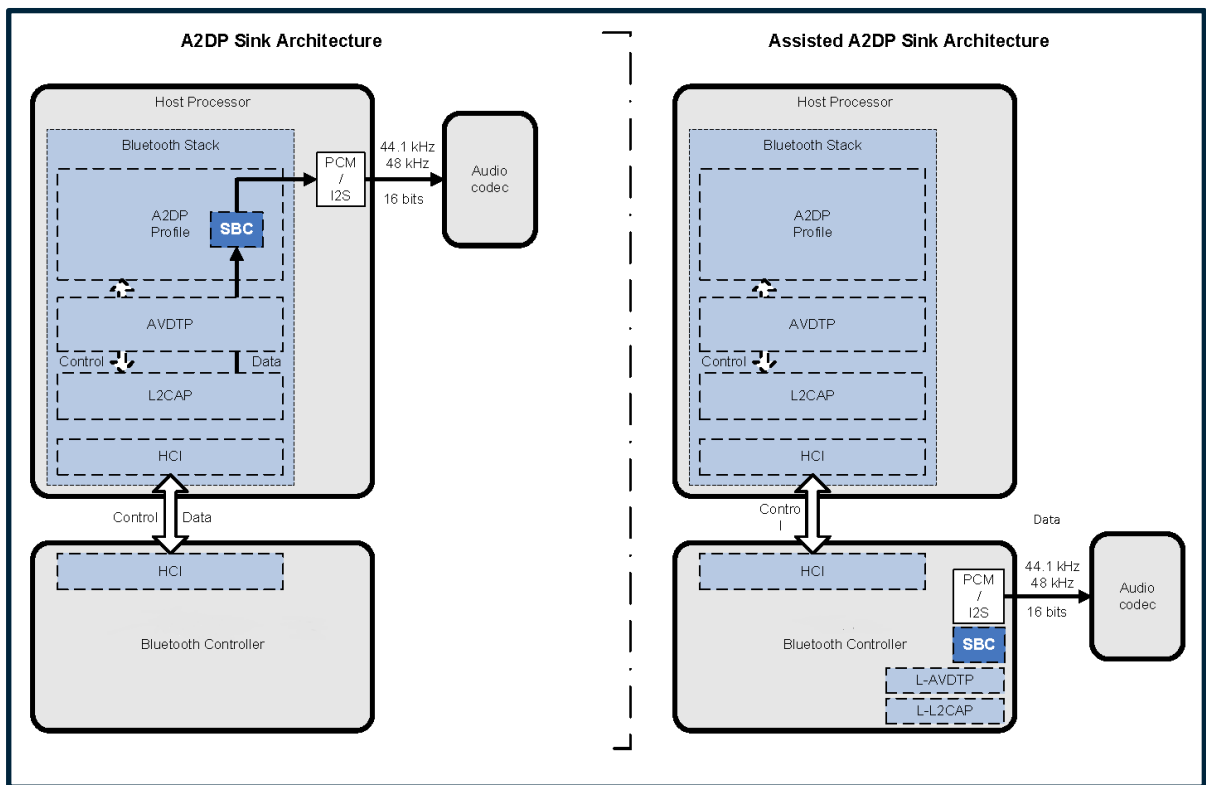 A2DP Sink Architecture
Host Processor
Bluetooth Stack
A2DP
Profile
SBC
PCM
/
I2S
44.1 kHz
48 kHz
16 bits
Audio
codec
AVDTP
Control
Data
L2CAP
HCI
Control
Data
HCI
Bluetooth Controller
Assisted A2DP Sink Architecture
Host Processor
Bluetooth Stack
A2DP
Profile
AVDTP
Control
L2CAP
HCI
Contro
l
Data
HCI
PCM
/
I2S
44.1 kHz
48 kHz
16 bits
Audio
codec
Bluetooth Controller
SBC
L-AVDTP
L-L2CAP